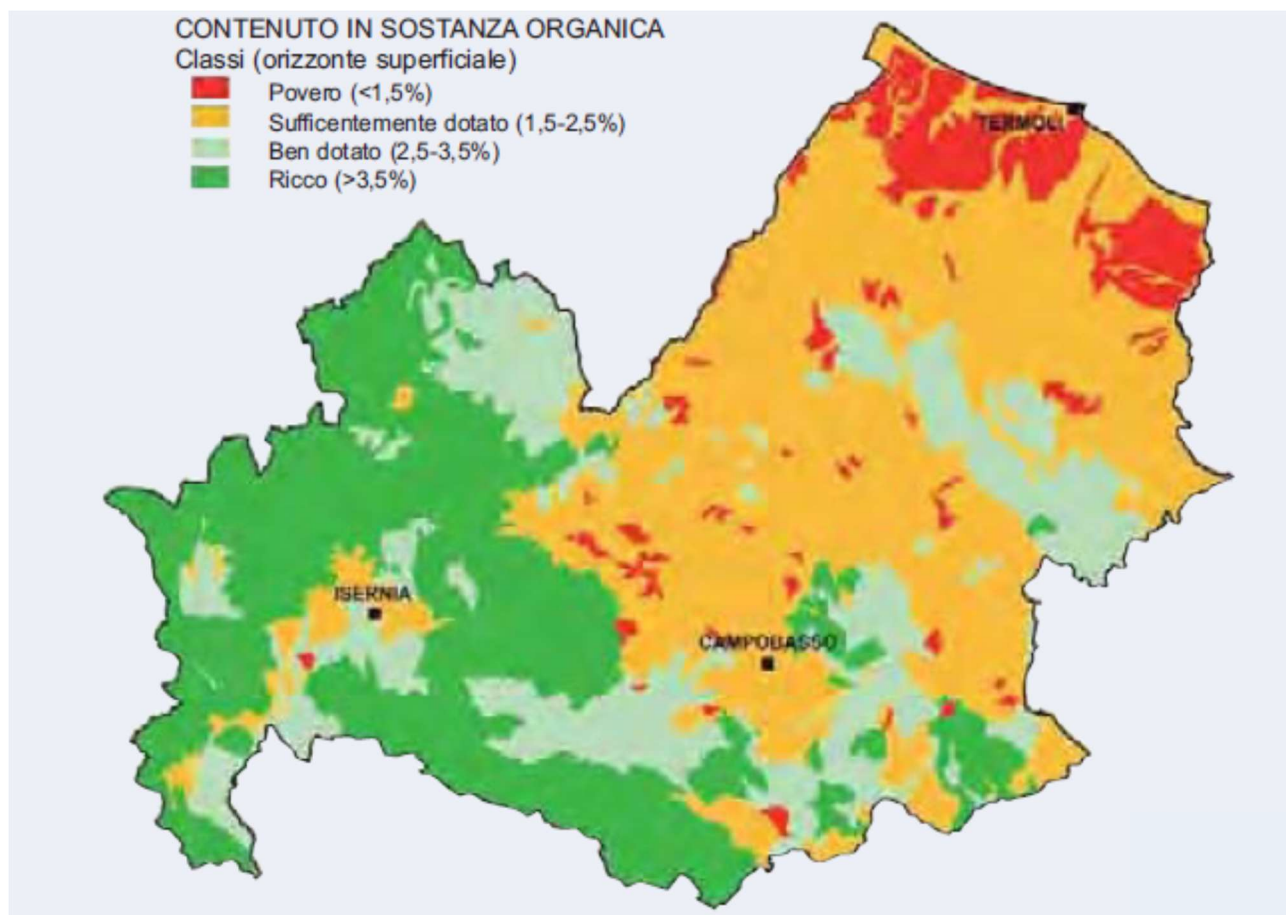 CONTENUTO IN SOSTANZA ORGANICA
Classi (orizzonte superficiale)
Povero (<1,5%)
Sufficentemente dotato (1,5-2,5%)
Ben dotato (2,5-3,5%)
Ricco (>3,5%)
TERMOLI
ISERNIA
CAMPOBASSO